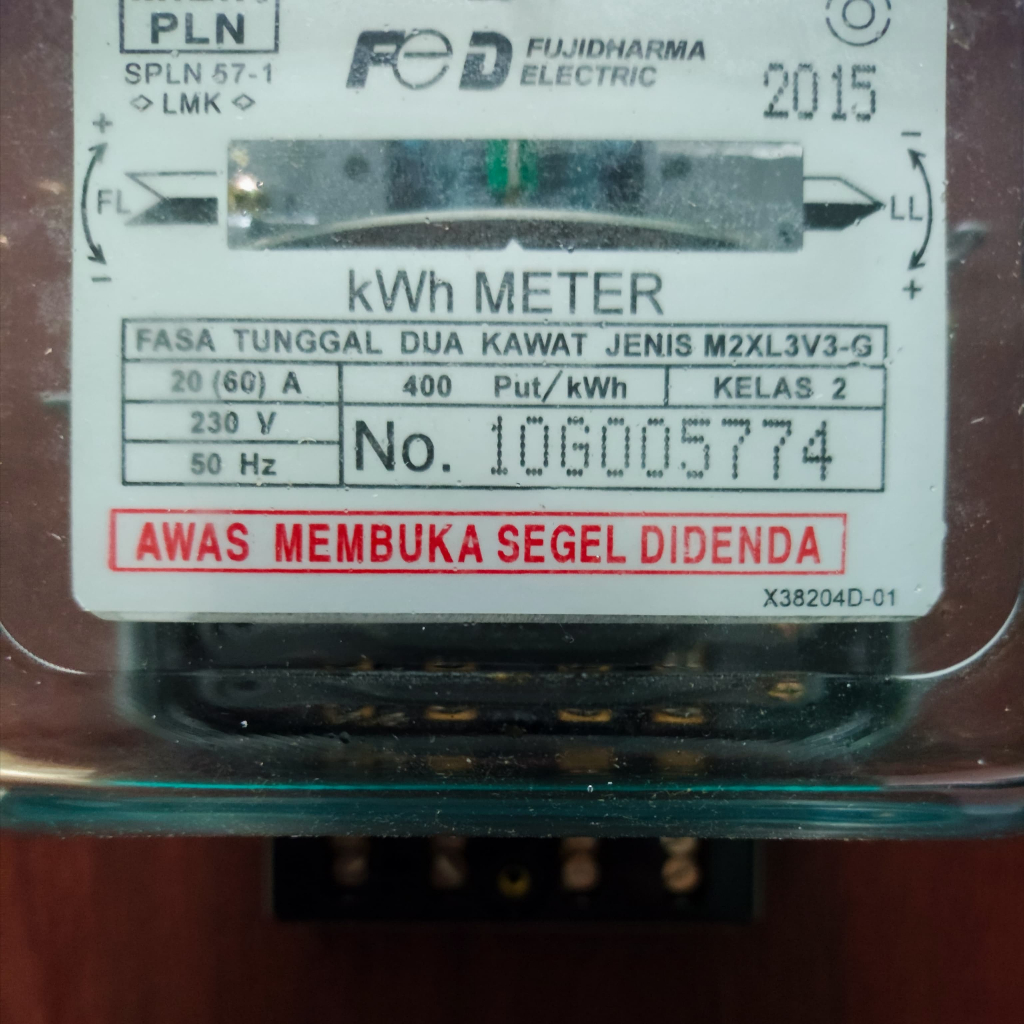 PLN
SPLN 57-1
LMK
FED FUJIDHARMA
ELECTRIC
2015
+
-
FL
LL
-
+
kWh METER
FASA TUNGGAL DUA KAWAT JENIS M2XL3V3-G
20 (60) A
400 Put/kWh
KELAS 2
230 V
50 Hz
No. 10G005774
AWAS MEMBUKA SEGEL DIDENDA
X38204D-01